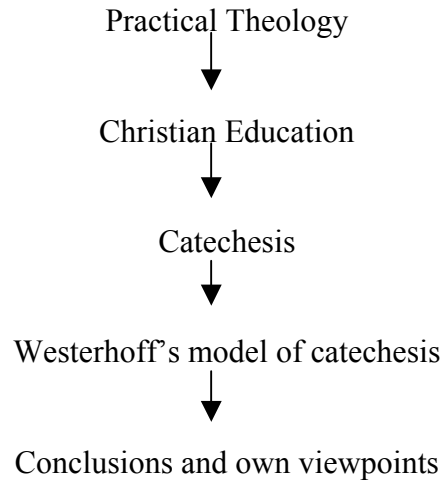 Practical Theology
Christian Education
Catechesis
Westerhoff’s model of catechesis
Conclusions and own viewpoints